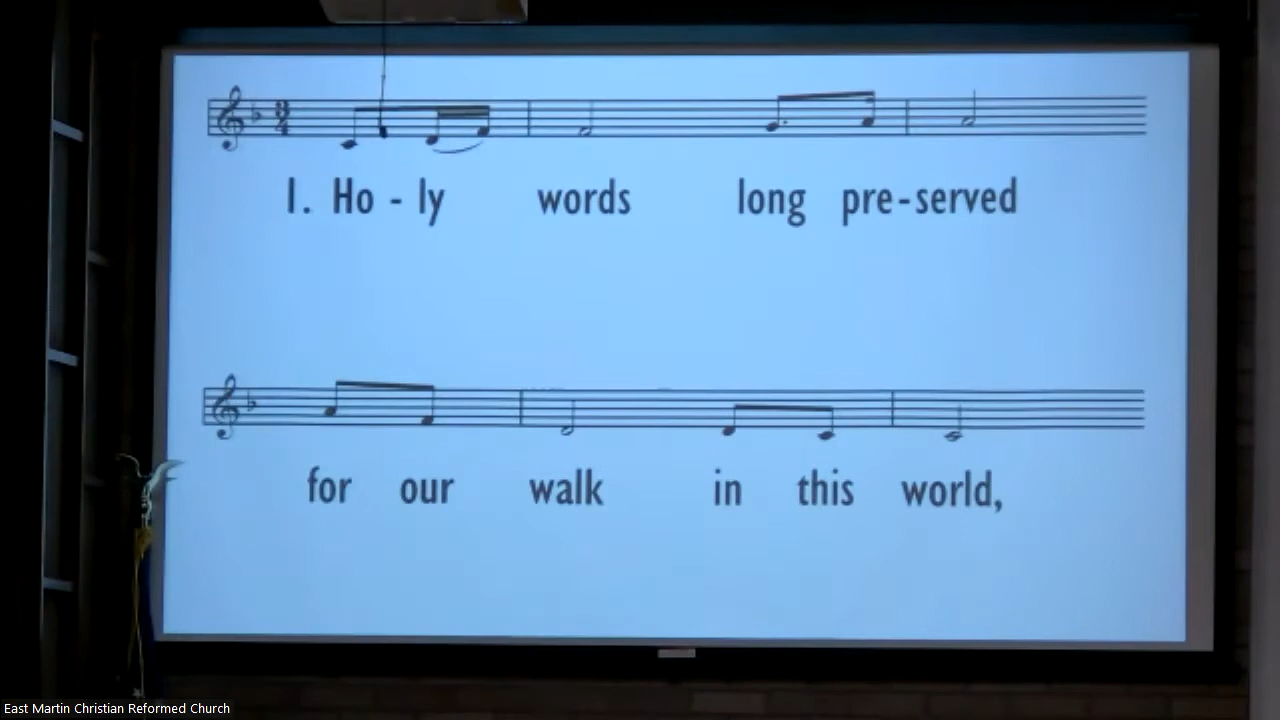 1. Ho - ly words long pre - served
for our walk in this world,
East Martin Christian Reformed Church